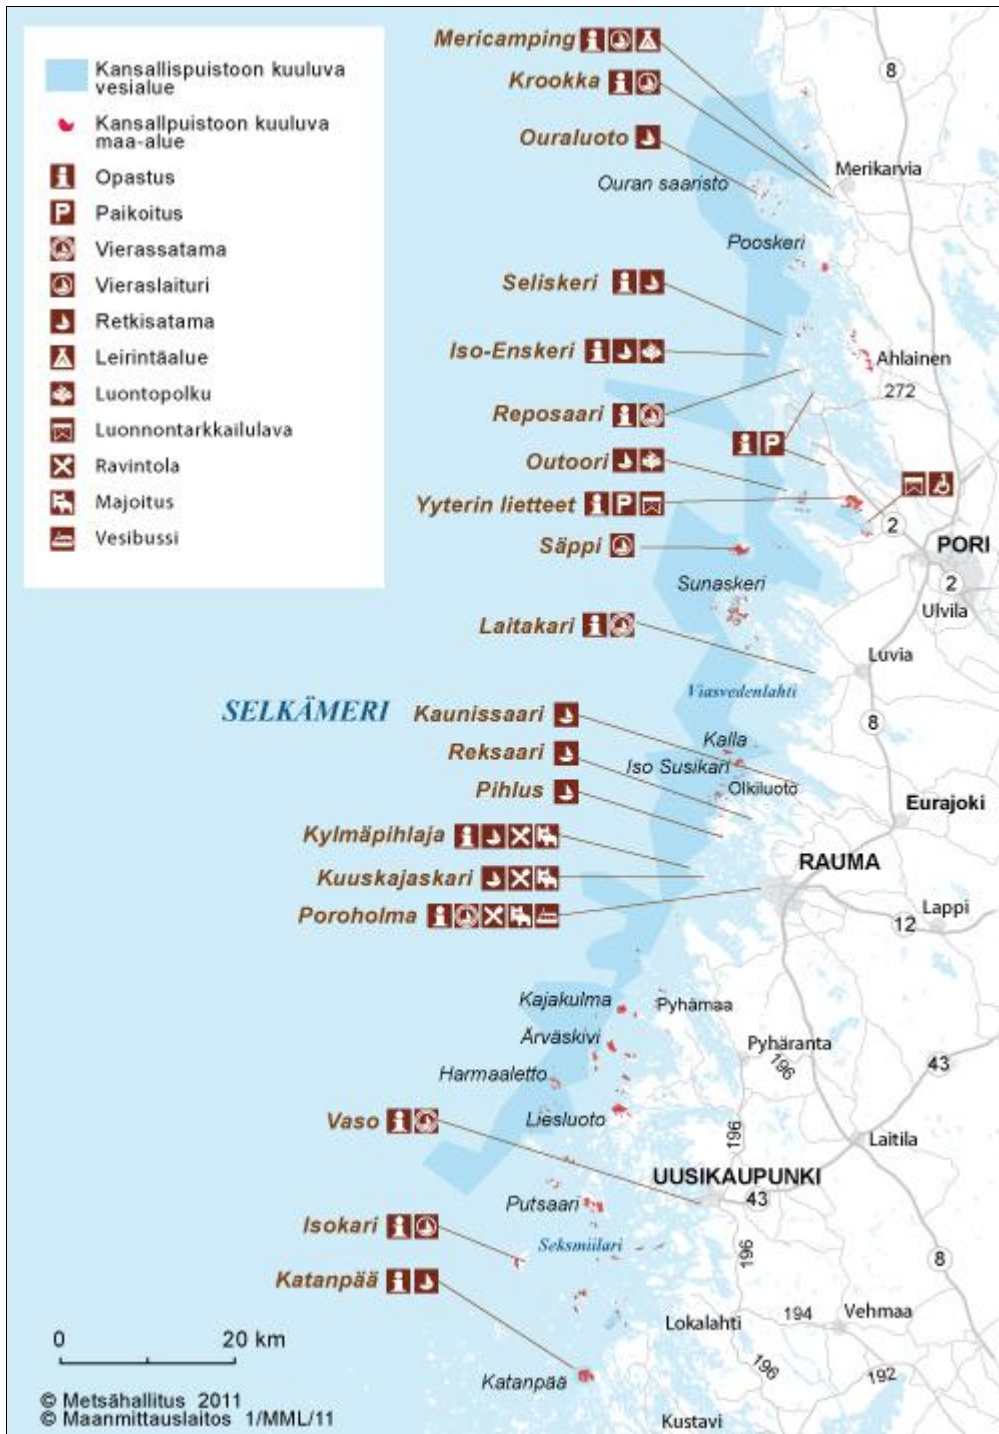 Kansallispuistoon kuuluva
vesialue
Kansallpuistoon kuuluva
maa-alue
Opastus
P Paikoitus
Vierassatama
Vieraslaituri
Retkisatama
Leirintäalue
Luontopolku
Luonnontarkkailulava
Ravintola
Majoitus
Vesibussi
Mericamping
8
Krookka
Ouraluoto
Merikarvia
Ouran saaristo
Pooskeri
Seliskeri
Iso-Enskeri
Ahlainen
272
Reposaari
P
Outoori
Yyterin lietteet P
2
Säppi
PORI
2
Sunaskeri
Ulvila
Laitakari
Luvia
Viasvedenlahti
SELKÄMERI
Kaunissaari
8
Kalla
Reksaari
Iso Susikari
Olkiluoto
Pihlus
Eurajoki
Kylmäpihlaja
RAUMA
Kuuskajaskari
Lappi
Poroholma
12
Kajakulma
Pyhämaa
Ärväskivi
Pyhäranta
196
43
Harmaaletto
Liesluoto
Vaso
196
Laitila
UUSIKAUPUNKI
43
Putsaari
Isokari
Seksmiilari
196
8
Katanpää
194
Vehmaa
Lokalahti
0 20 km
196
192
Katanpää
Kustavi
© Metsähallitus 2011
© Maanmittauslaitos 1/MML/11